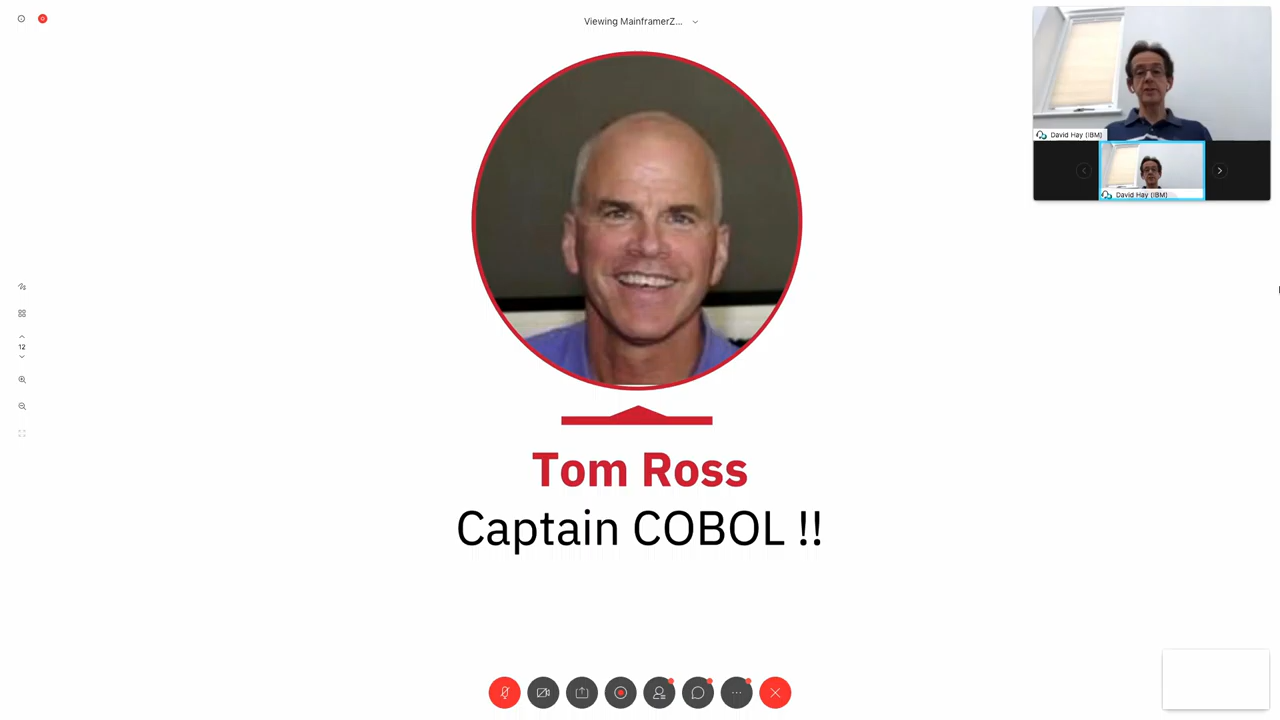 Viewing MainframerZ...
David Hay (IBM)
David Hay (IBM)
12
Tom Ross
Captain COBOL !!